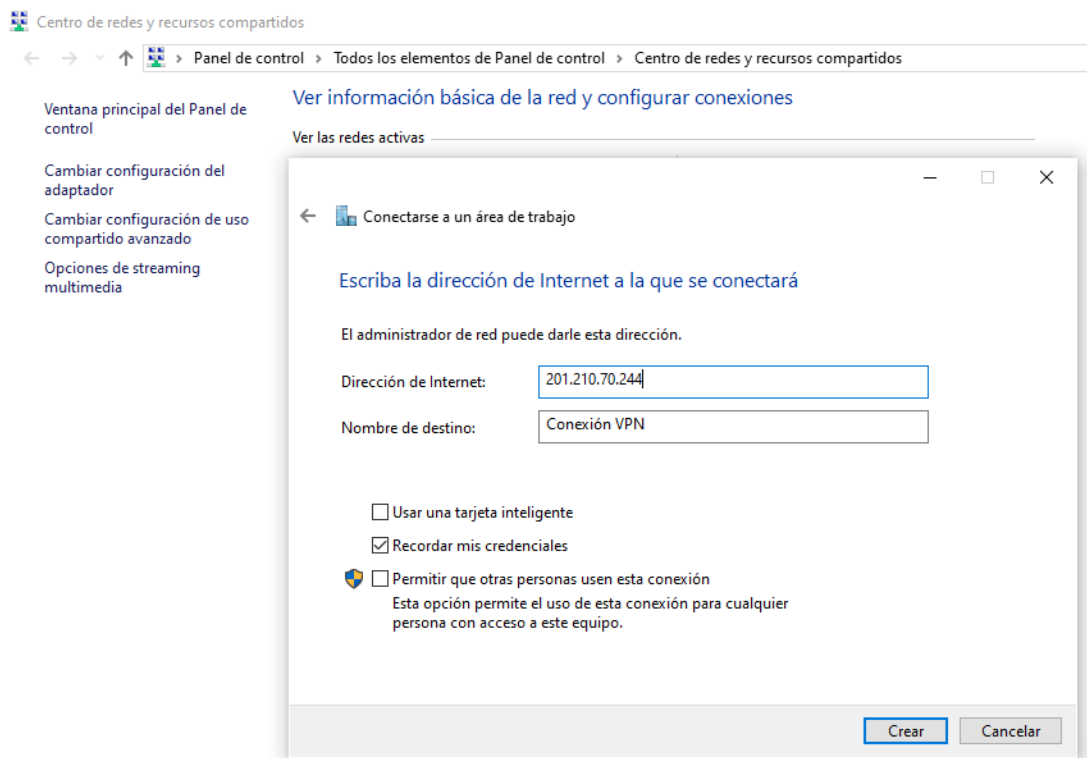 Centro de redes y recursos compartidos
Panel de control > Todos los elementos de Panel de control > Centro de redes y recursos compartidos
Ventana principal del Panel de
control
Cambiar configuración del
adaptador
Cambiar configuración de uso
compartido avanzado
Opciones de streaming
multimedia
Ver información básica de la red y configurar conexiones
Ver las redes activas
Conectarse a un área de trabajo
Escriba la dirección de Internet a la que se conectará
El administrador de red puede darle esta dirección.
Dirección de Internet: 201.210.70.244
Nombre de destino: Conexión VPN
Usar una tarjeta inteligente
Recordar mis credenciales
Permitir que otras personas usen esta conexión
Esta opción permite el uso de esta conexión para cualquier
persona con acceso a este equipo.
Crear Cancelar